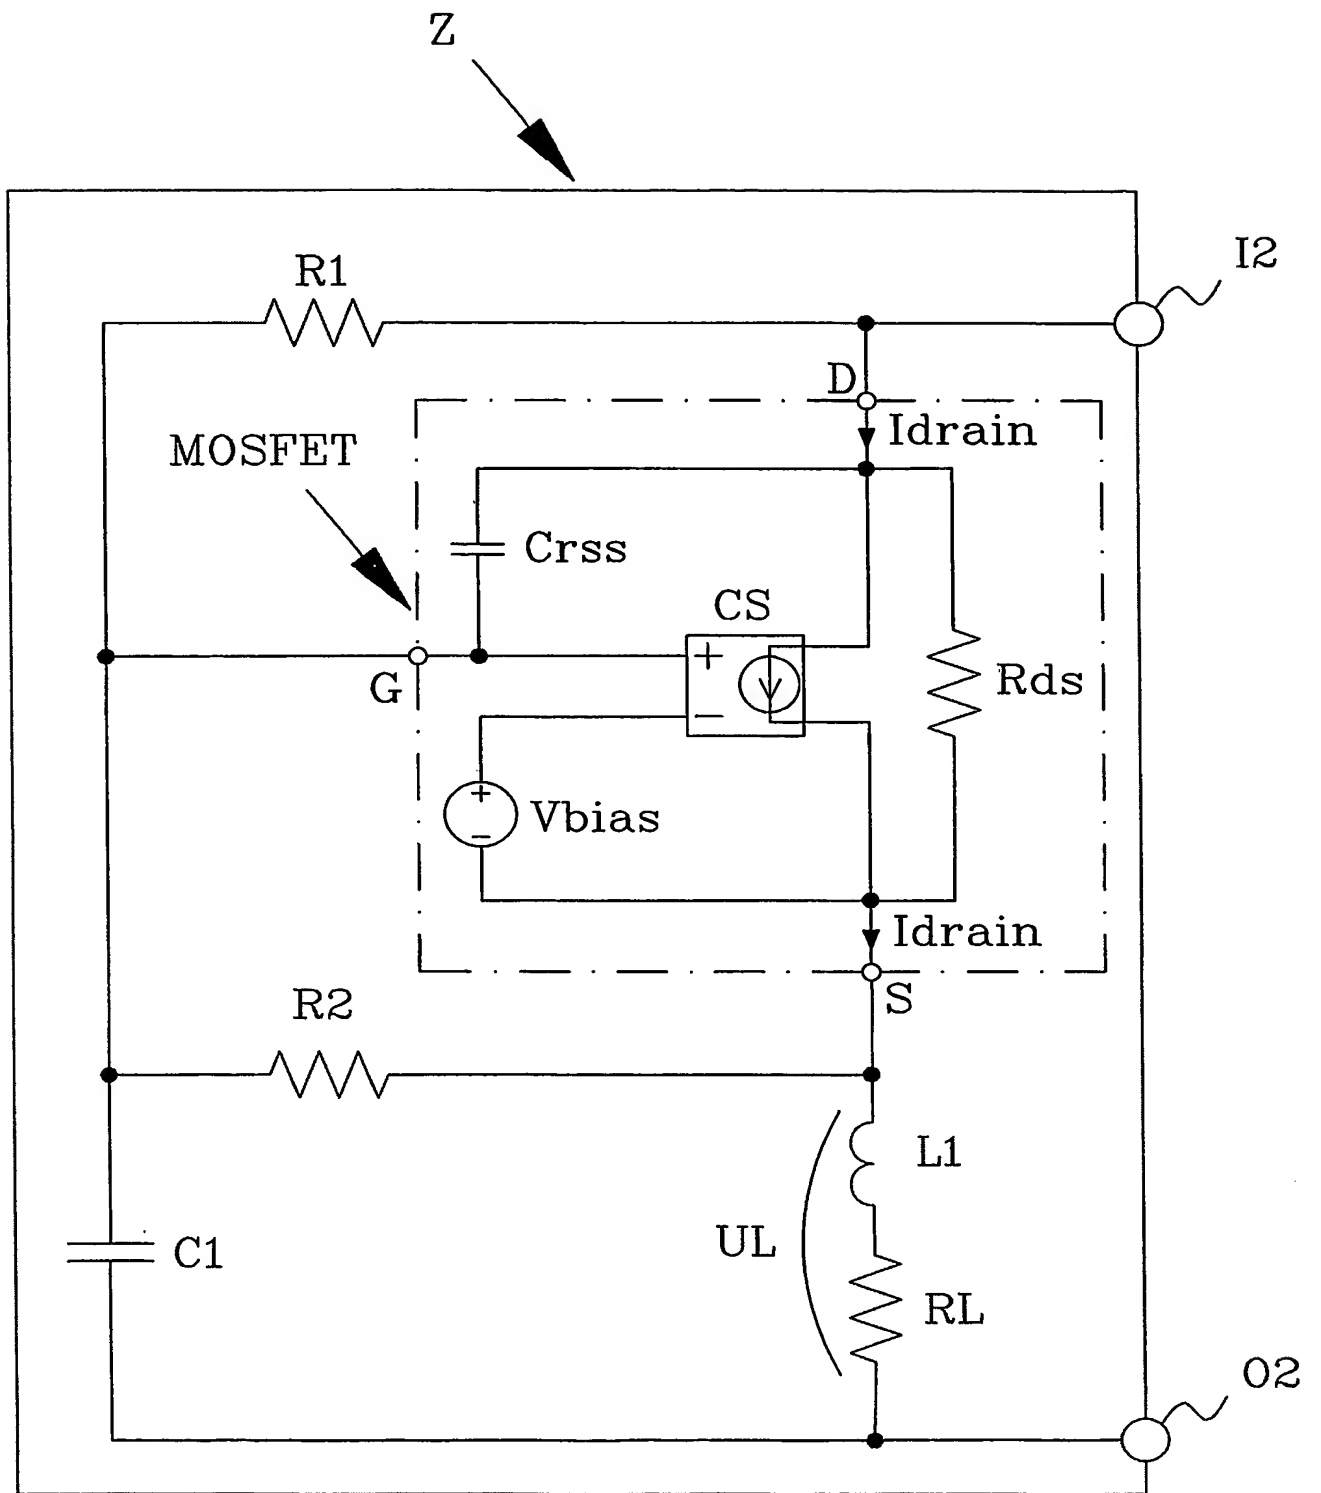 Z
I2
R1
D
Idrain
MOSFET
Crss
CS
+
G
Rds
−
+
Vbias
−
Idrain
S
R2
L1
UL
C1
RL
O2